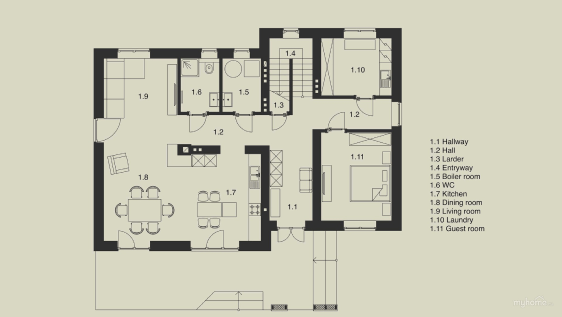 1.4
1.10
1.9
1.6
1.5
1.3
1.2
1.2
1.11
1.8
1.7
1.1
1.1 Hallway
1.2 Hall
1.3 Larder
1.4 Entryway
1.5 Boiler room
1.6 WC
1.7 Kitchen
1.8 Dining room
1.9 Living room
1.10 Laundry
1.11 Guest room